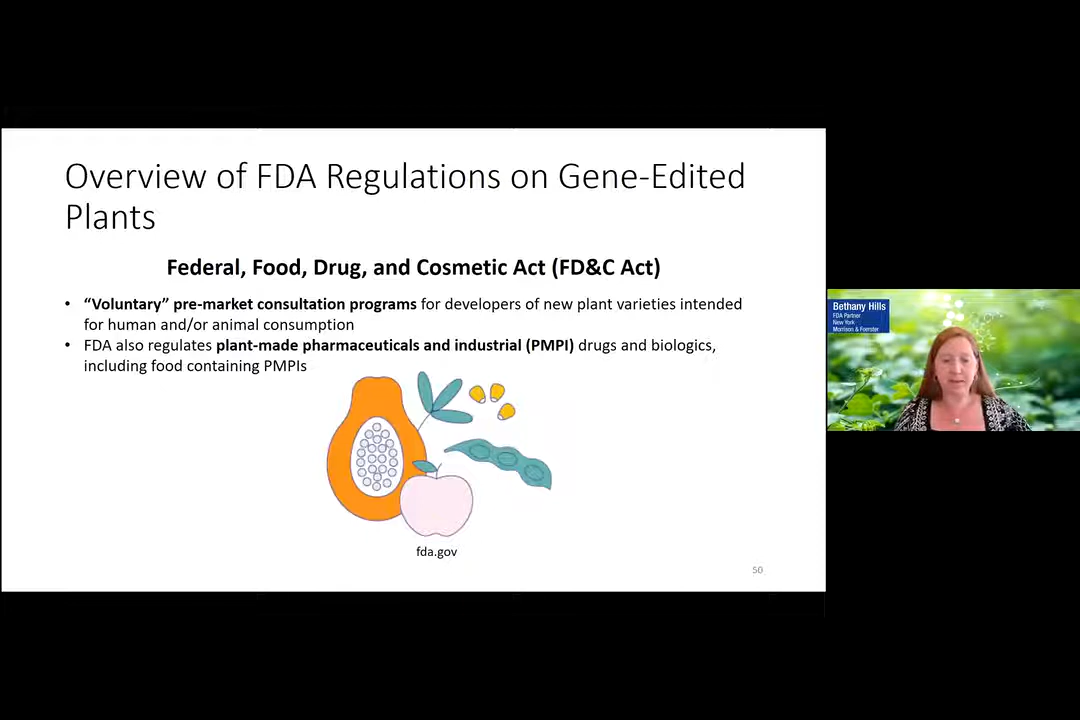 Overview of FDA Regulations on Gene-Edited
Plants
Federal, Food, Drug, and Cosmetic Act (FD&C Act)
• “Voluntary” pre-market consultation programs for developers of new plant varieties intended
for human and/or animal consumption
• FDA also regulates plant-made pharmaceuticals and industrial (PMPI) drugs and biologics,
including food containing PMPIs
fda.gov
50
Bethany Hills
FDA Partner
New York
Morrison & Foerster